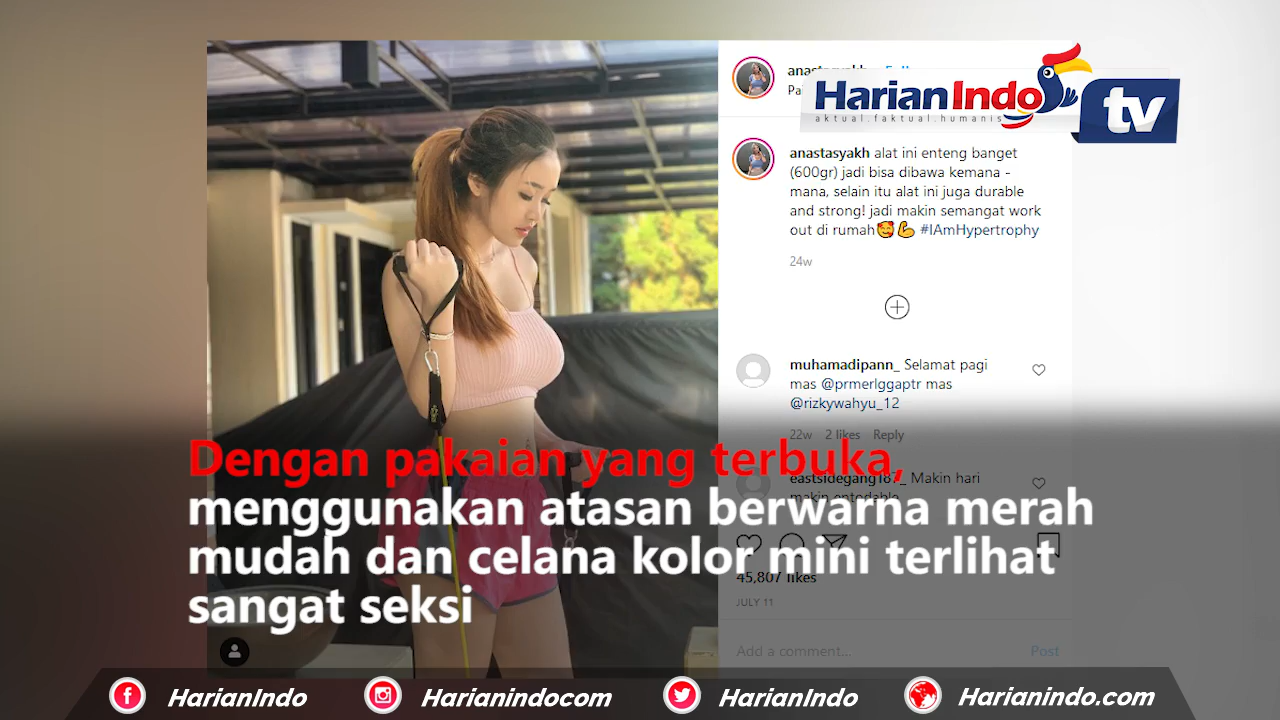 HarianIndo tv
aktual.faktual.humanis
anastasyakh alat ini enteng banget
(600gr) jadi bisa dibawa kemana -
mana, selain itu alat ini juga durable
and strong! jadi makin semangat work
out di rumah🥰💪 #IAmHypertrophy
24w
muhamadipann_ Selamat pagi
mas @prmerlggaptr mas
@rizkywahyu_12
22w 2 likes Reply
eastsidegang187_ Makin hari
makin
Dengan pakaian yang terbuka,
menggunakan atasan berwarna merah
mudah dan celana kolor mini terlihat
sangat seksi
45,807 likes
JULY 11
Add a comment... Post
HarianIndo Harianindocom HarianIndo Harianindo.com